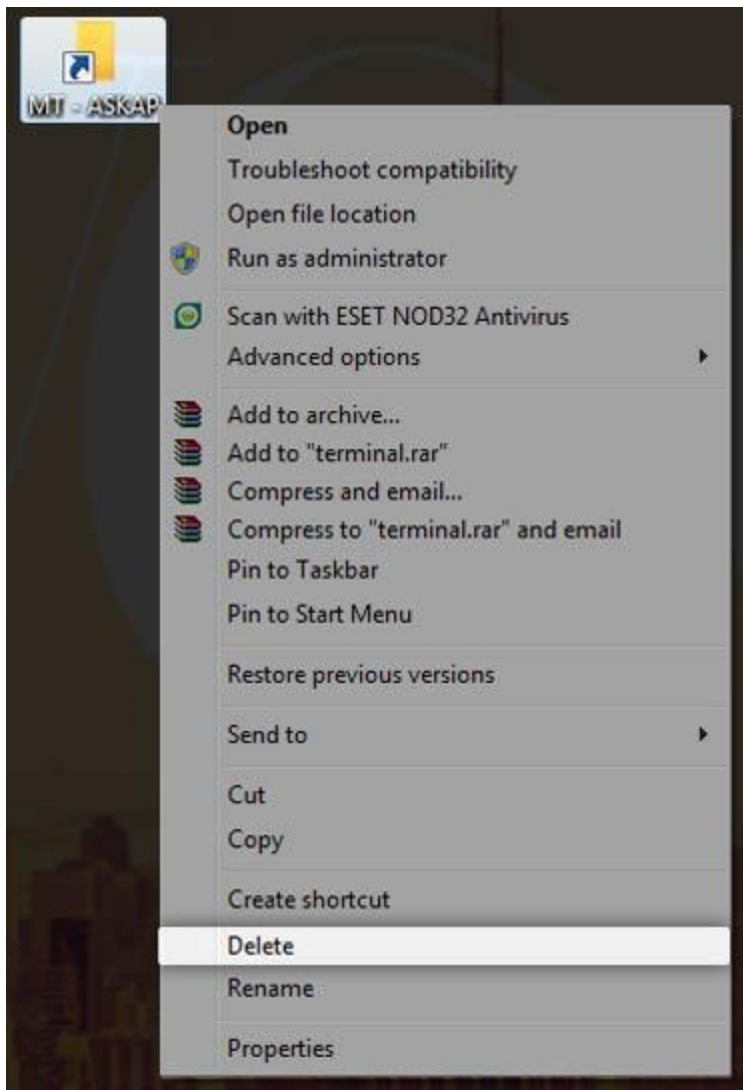 MT - ASKAP
Open
Troubleshoot compatibility
Open file location
Run as administrator
Scan with ESET NOD32 Antivirus
Advanced options
Add to archive...
Add to "terminal.rar"
Compress and email...
Compress to "terminal.rar" and email
Pin to Taskbar
Pin to Start Menu
Restore previous versions
Send to
Cut
Copy
Create shortcut
Delete
Rename
Properties